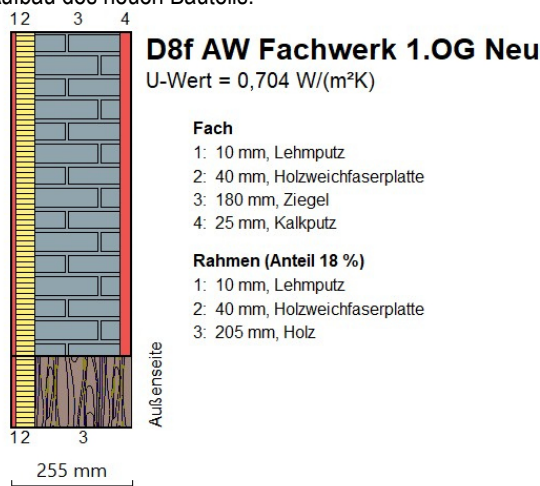 Aufbau des neuen Bauteils:
12 3 4
D8f AW Fachwerk 1.OG Neu
U-Wert = 0,704 W/(m²K)
Fach
1: 10 mm, Lehmputz
2: 40 mm, Holzweichfaserplatte
3: 180 mm, Ziegel
4: 25 mm, Kalkputz
Rahmen (Anteil 18 %)
1: 10 mm, Lehmputz
2: 40 mm, Holzweichfaserplatte
3: 205 mm, Holz
Außenseite
12 3
255 mm